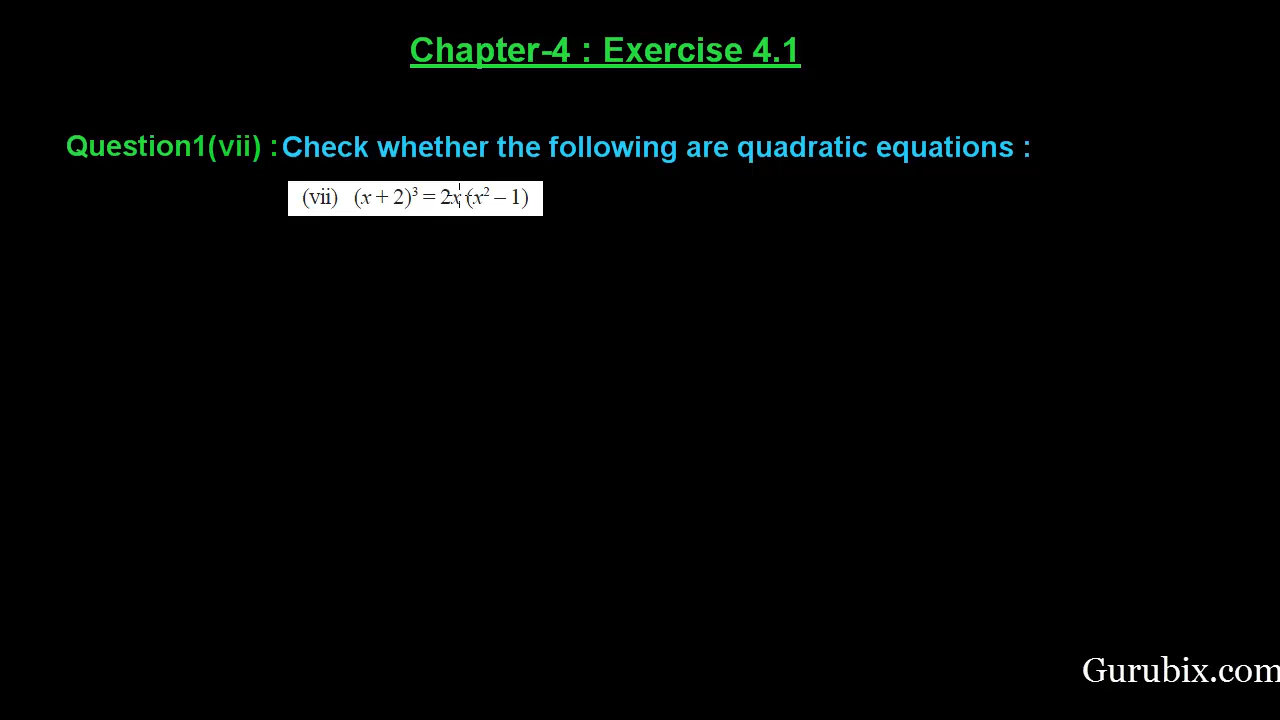 Chapter-4 : Exercise 4.1
Question1(vii) : Check whether the following are quadratic equations :
(vii) (x + 2)³ = 2x (x² – 1)
Gurubix.com